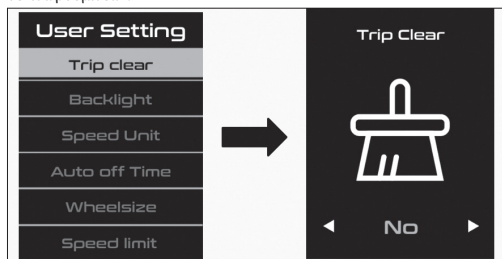 User Setting
Trip clear
Backlight
Speed Unit
Auto off Time
Wheelsize
Speed limit
Trip Clear
No